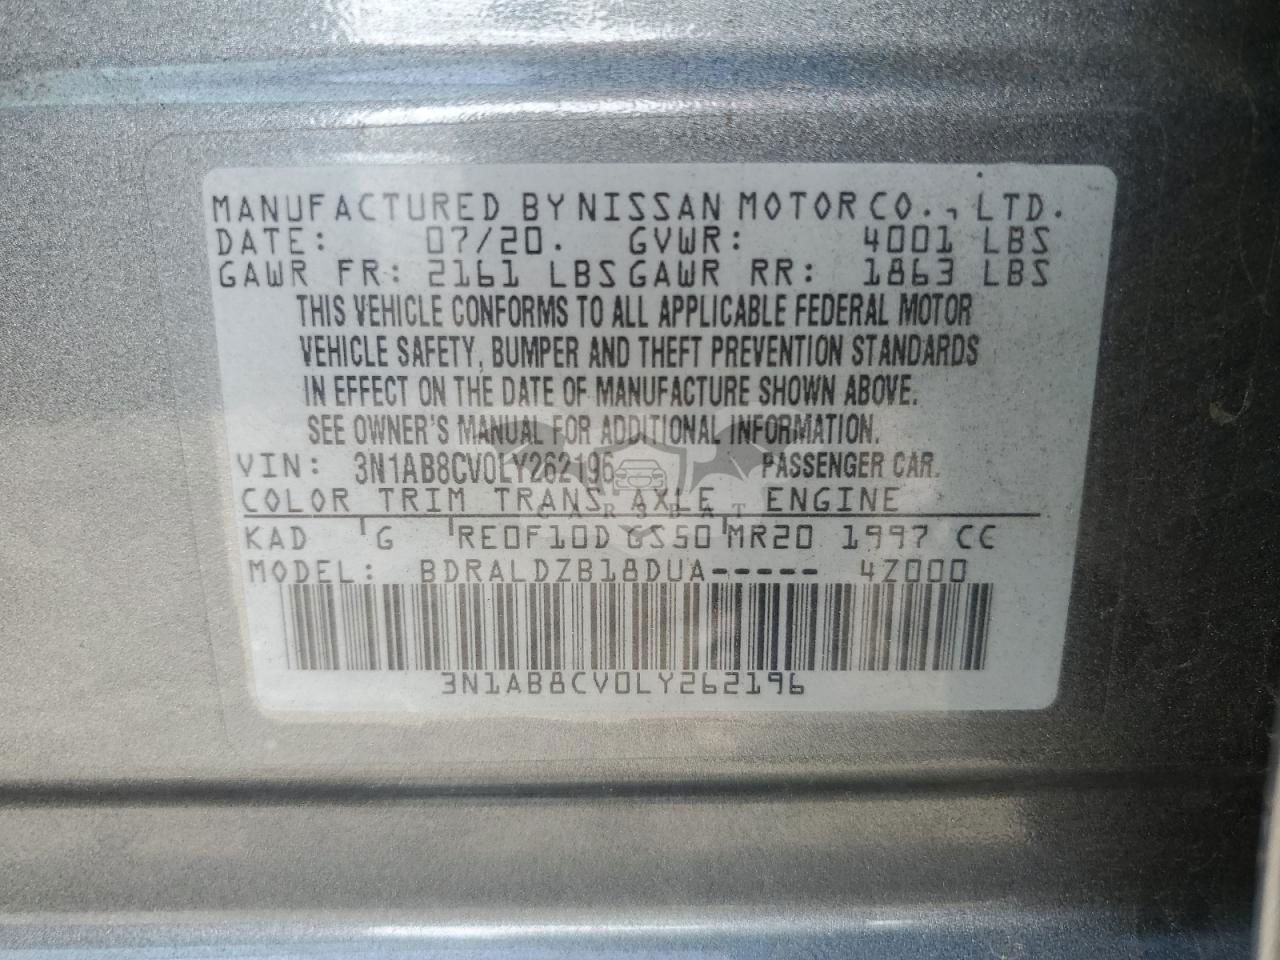 MANUFACTURED BY NISSAN MOTOR CO., LTD.
DATE: 07/20. GVWR: 4001 LBS
GAWR FR: 2161 LBS GAWR RR: 1863 LBS
THIS VEHICLE CONFORMS TO ALL APPLICABLE FEDERAL MOTOR
VEHICLE SAFETY, BUMPER AND THEFT PREVENTION STANDARDS
IN EFFECT ON THE DATE OF MANUFACTURE SHOWN ABOVE.
SEE OWNER'S MANUAL FOR ADDITIONAL INFORMATION.
VIN: 3N1AB8CV0LY262196 PASSENGER CAR.
COLOR TRIM TRANS AXLE ENGINE
KAD G RE0F10D GS50 MR20 1997 CC
MODEL: BDRALDZB18DUA----- 4Z000
3N1AB8CV0LY262196